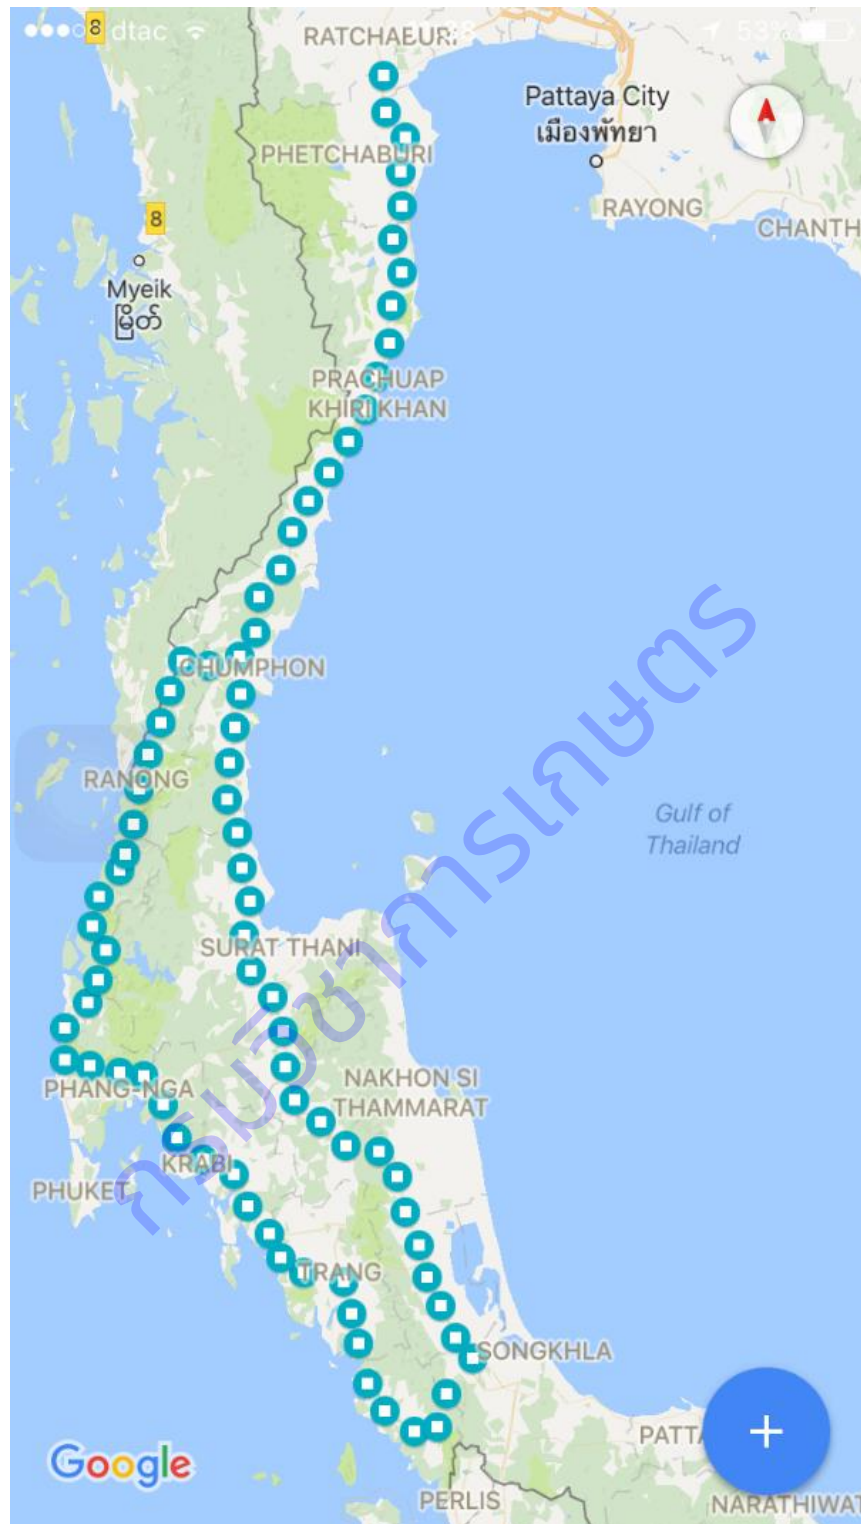 8 dtac 53%
RATCHABURI
Pattaya City
เมืองพัทยา
PHETCHABURI
8
RAYONG
CHANTH
Myeik
မြိတ်
PRACHUAP
KHIRI KHAN
CHUMPHON
RANONG
Gulf of
Thailand
SURAT THANI
กรมวิชาการเกษตร
NAKHON SI
THAMMARAT
PHANG-NGA
KRABI
PHUKET
TRANG
SONGKHLA
PATTA
Google
PERLIS
NARATHIWAT